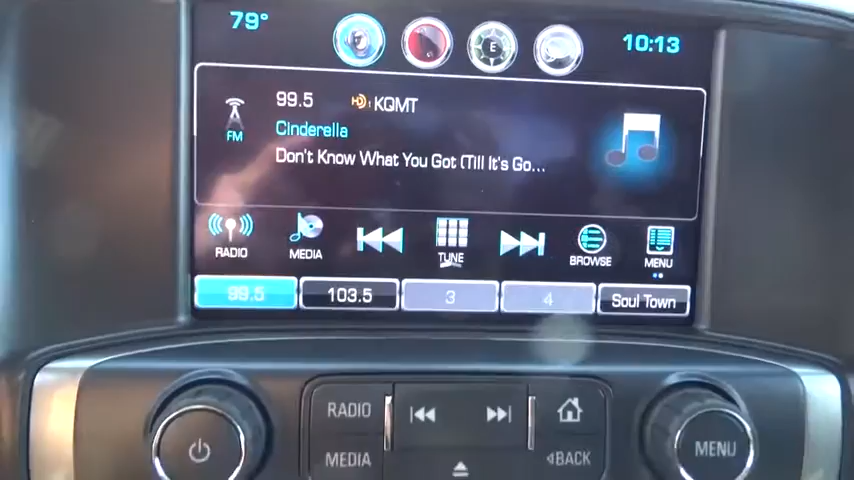 79°
E
10:13
99.5 HD KQMT
FM
Cinderella
Don't Know What You Got (Till It's Go...
RADIO MEDIA TUNE BROWSE MENU
99.5 103.5 3 4 Soul Town
RADIO
MEDIA BACK
MENU